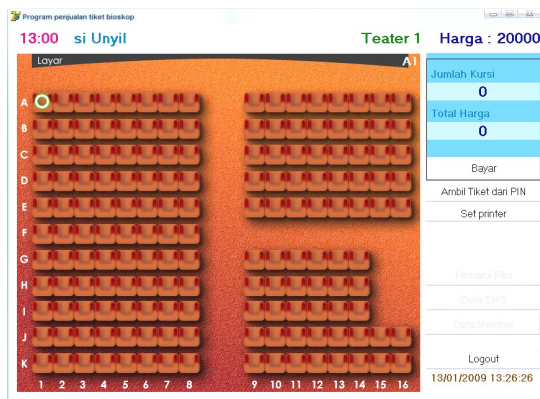 Program penjualan tiket bioskop
13:00 si Unyil Teater 1 Harga : 20000
Layar A1
Jumlah Kursi
0
Total Harga
0
Bayar
Ambil Tiket dari PIN
Set printer
Perbarui Film
Data SMS
Data Member
Logout
13/01/2009 13:26:26
A
B
C
D
E
F
G
H
I
J
K
1 2 3 4 5 6 7 8 9 10 11 12 13 14 15 16